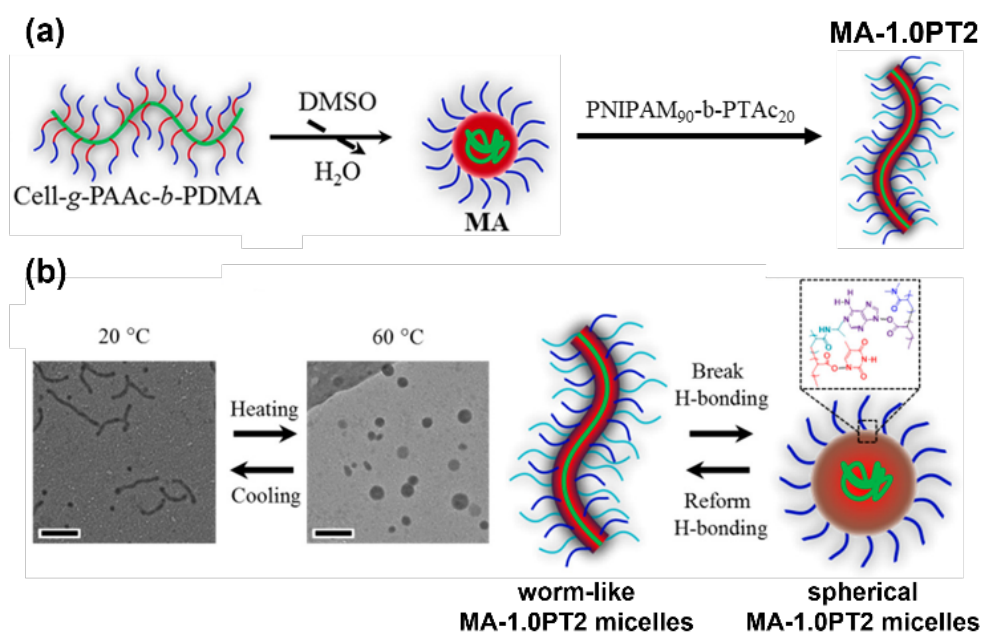 (a)
MA-1.0PT2
DMSO
H₂O
PNIPAM₉₀-b-PTAc₂₀
Cell-g-PAAc-b-PDMA
MA
(b)
20 °C
60 °C
Heating
Cooling
Break
H-bonding
Reform
H-bonding
worm-like
MA-1.0PT2 micelles
spherical
MA-1.0PT2 micelles